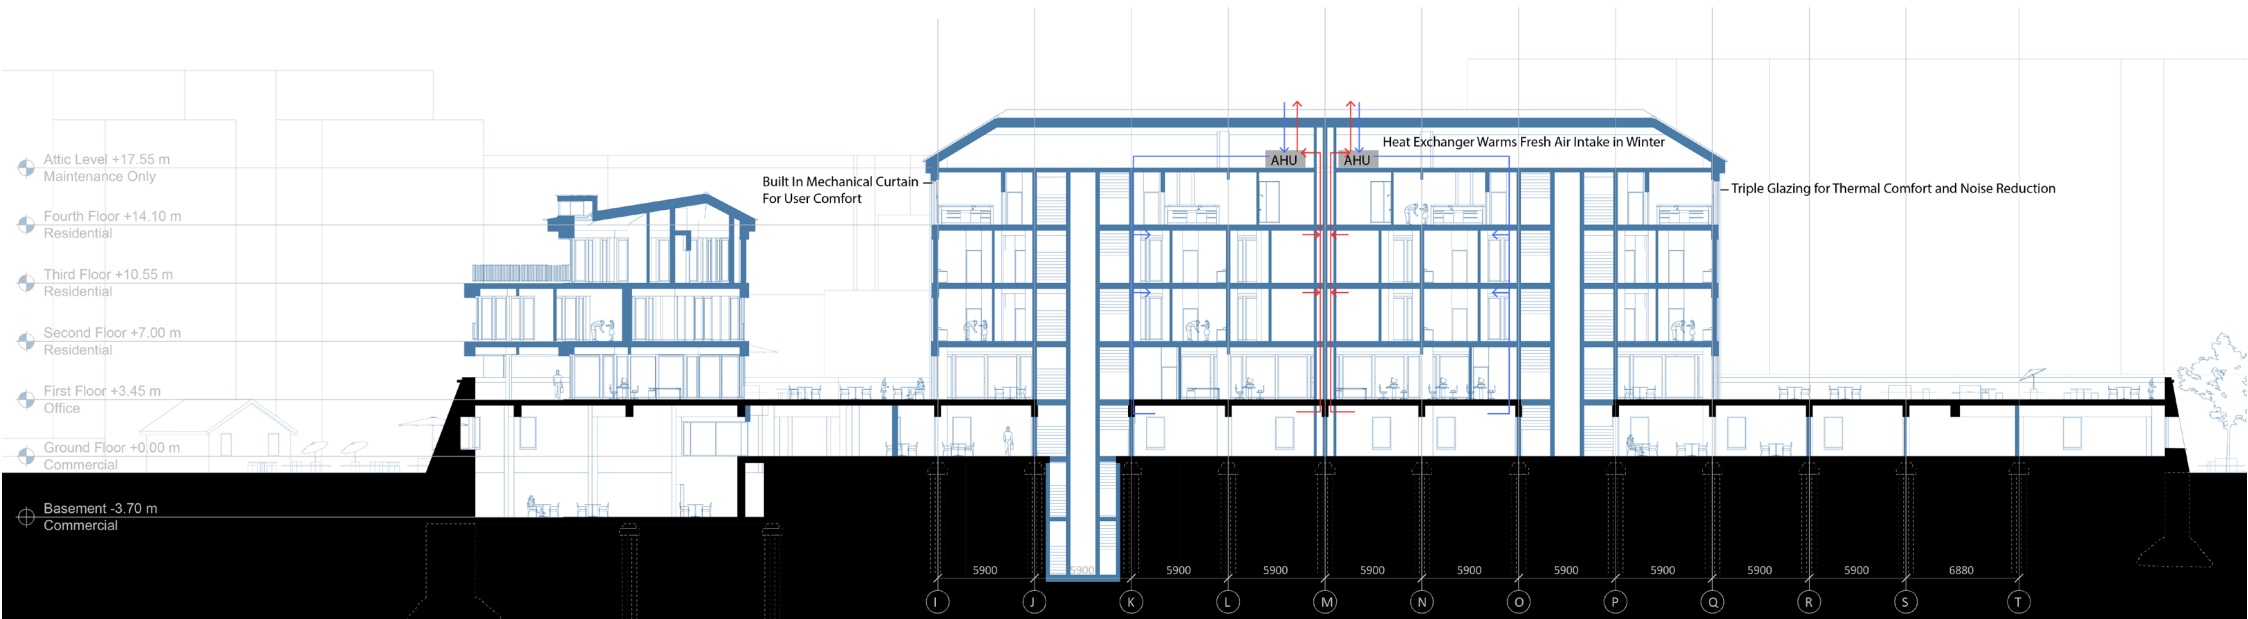 Attic Level +17.55 m
Maintenance Only
Fourth Floor +14.10 m
Residential
Third Floor +10.55 m
Residential
Second Floor +7.00 m
Residential
First Floor +3.45 m
Office
Ground Floor +0.00 m
Commercial
Basement -3.70 m
Commercial
Built In Mechanical Curtain
For User Comfort
AHU
AHU
Heat Exchanger Warms Fresh Air Intake in Winter
Triple Glazing for Thermal Comfort and Noise Reduction
5900
5900
5900
5900
5900
5900
5900
5900
5900
5900
6880
I
J
K
L
M
N
O
P
Q
R
S
T